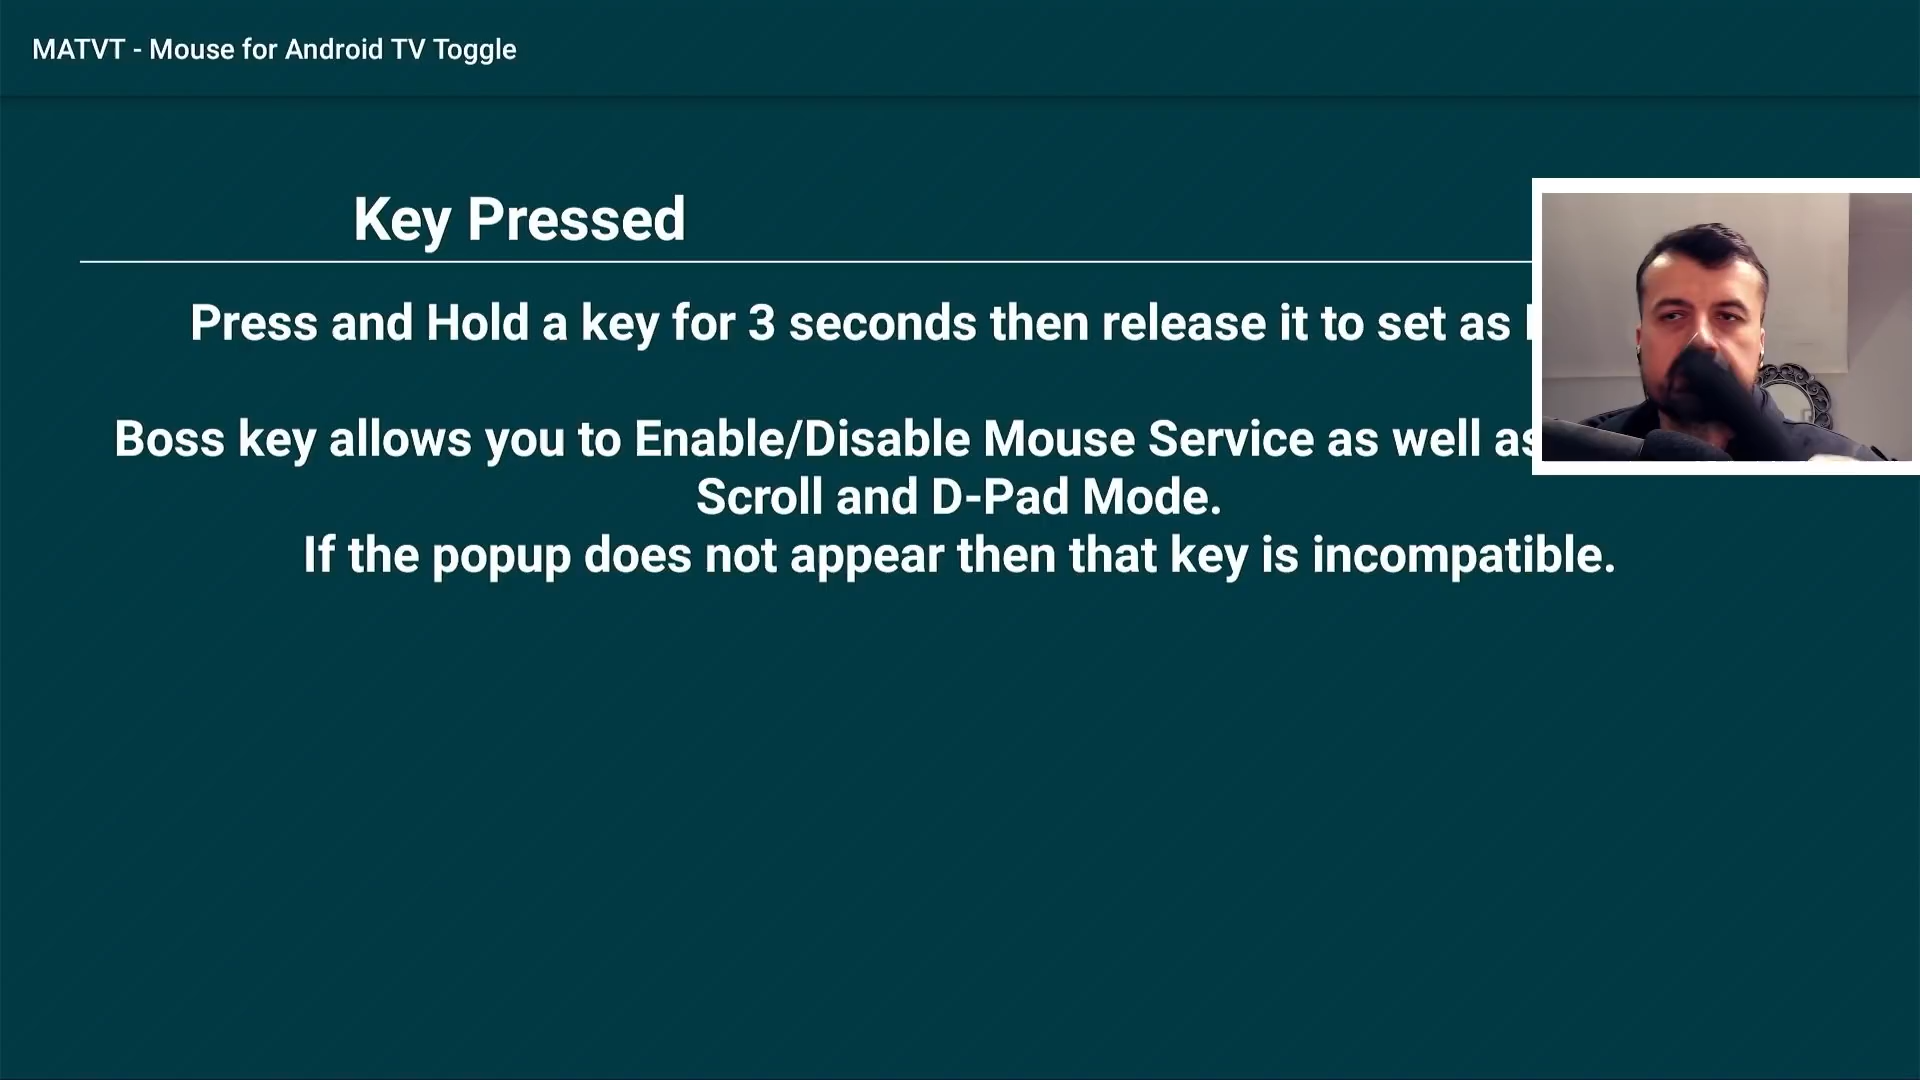 MATVT - Mouse for Android TV Toggle
Key Pressed
Press and Hold a key for 3 seconds then release it to set as
Boss key allows you to Enable/Disable Mouse Service as well as
Scroll and D-Pad Mode.
If the popup does not appear then that key is incompatible.